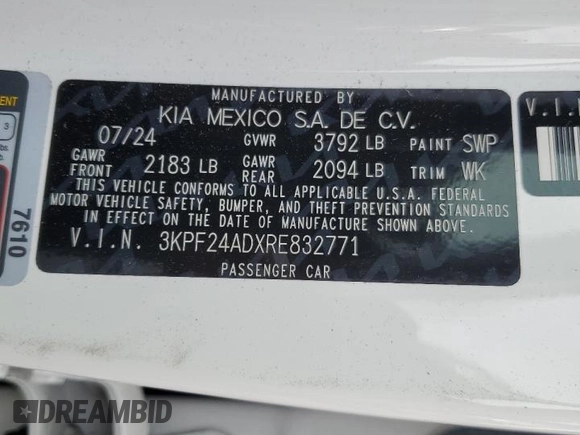 MANUFACTURED BY
KIA MEXICO S.A. DE C.V.
07/24 GVWR 3792 LB PAINT SWP
GAWR FRONT 2183 LB GAWR REAR 2094 LB TRIM WK
THIS VEHICLE CONFORMS TO ALL APPLICABLE U.S.A. FEDERAL
MOTOR VEHICLE SAFETY, BUMPER, AND THEFT PREVENTION STANDARDS
IN EFFECT ON THE DATE OF MANUFACTURE SHOWN ABOVE.
V.I.N. 3KPF24ADXRE832771
PASSENGER CAR
3
7610
V.I.N
DREAMBID